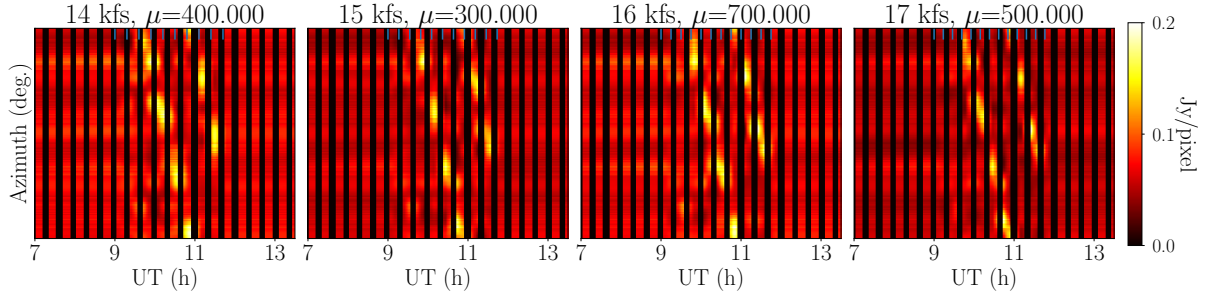 14 kfs, μ=400.000 15 kfs, μ=300.000 16 kfs, μ=700.000 17 kfs, μ=500.000
Azimuth (deg.)
7 9 11 13 7 9 11 13 7 9 11 13 7 9 11 13
UT (h) UT (h) UT (h) UT (h)
0.2
0.1
0.0
Jy/pixel